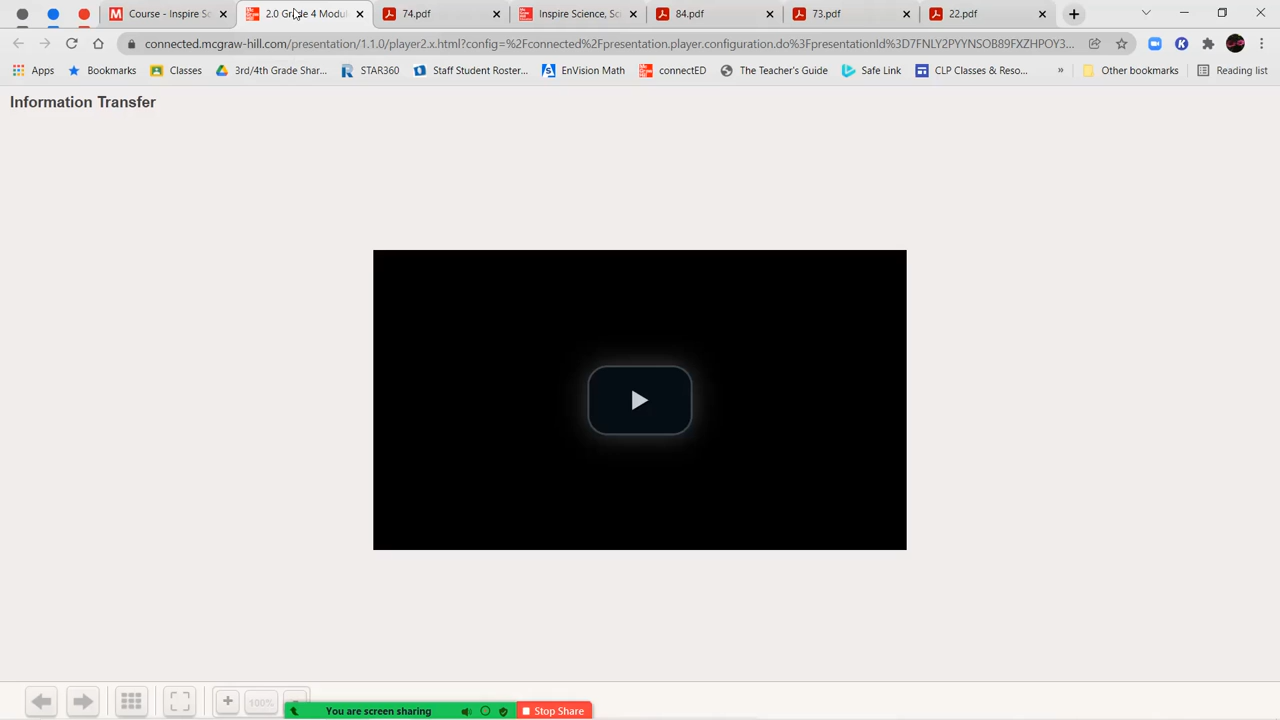 Course - Inspire Sc
2.0 Grade 4 Modul
74.pdf
Inspire Science, Sc
84.pdf
73.pdf
22.pdf
connected.mcgraw-hill.com/presentation/1.1.0/player2.x.html?config=%2Fconnected%2Fpresentation.player.configuration.do%3FpresentationId%3D7FNLY2PYYMSOB89FXZHPOY3...
Apps
Bookmarks
Classes
3rd/4th Grade Shar...
STAR360
Staff Student Roster...
EnVision Math
connectED
The Teacher's Guide
Safe Link
CLP Classes & Reso...
»
Other bookmarks
Reading list
Information Transfer
100%
You are screen sharing
Stop Share